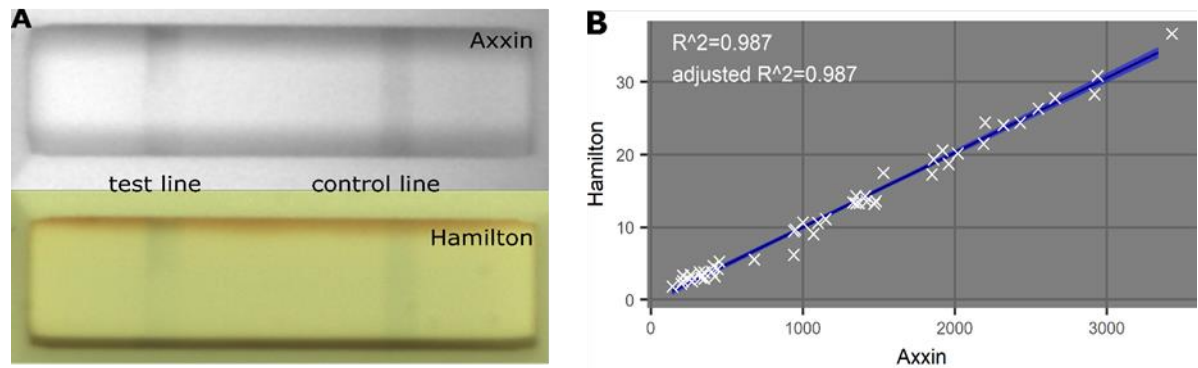 A
Axxin
test line
control line
Hamilton
B
R^2=0.987
adjusted R^2=0.987
Hamilton
30
20
10
0
0
1000
2000
3000
Axxin